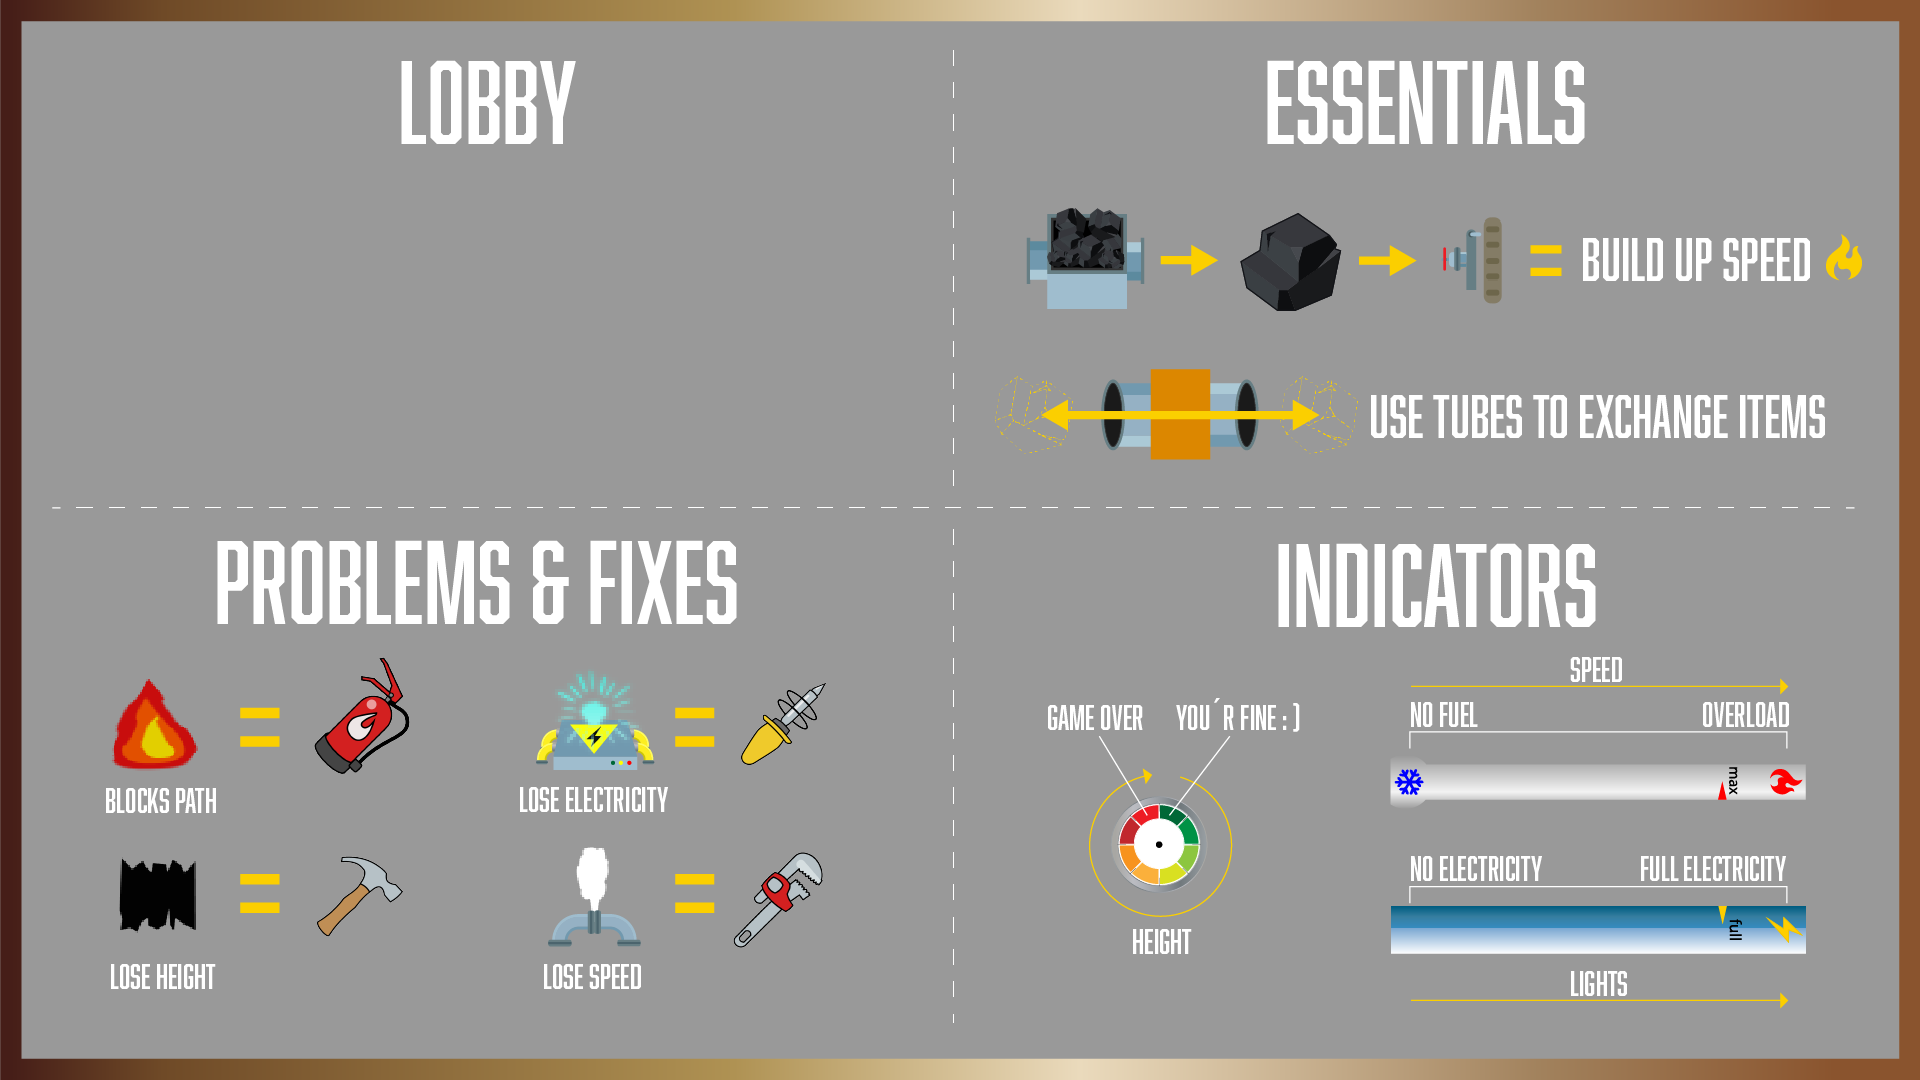 LOBBY
ESSENTIALS
BUILD UP SPEED
USE TUBES TO EXCHANGE ITEMS
PROBLEMS & FIXES
BLOCKS PATH
LOSE ELECTRICITY
LOSE HEIGHT
LOSE SPEED
INDICATORS
GAME OVER
YOU´R FINE : )
HEIGHT
SPEED
NO FUEL
OVERLOAD
max
NO ELECTRICITY
FULL ELECTRICITY
full
LIGHTS